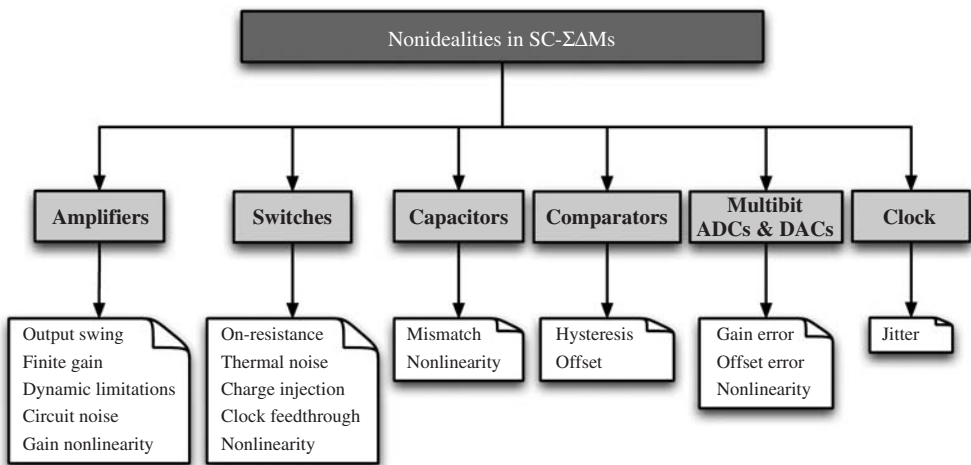 Nonidealities in SC-ΣΔMs
Amplifiers
Switches
Capacitors
Comparators
Multibit
ADCs & DACs
Clock
Output swing
Finite gain
Dynamic limitations
Circuit noise
Gain nonlinearity
On-resistance
Thermal noise
Charge injection
Clock feedthrough
Nonlinearity
Mismatch
Nonlinearity
Hysteresis
Offset
Gain error
Offset error
Nonlinearity
Jitter